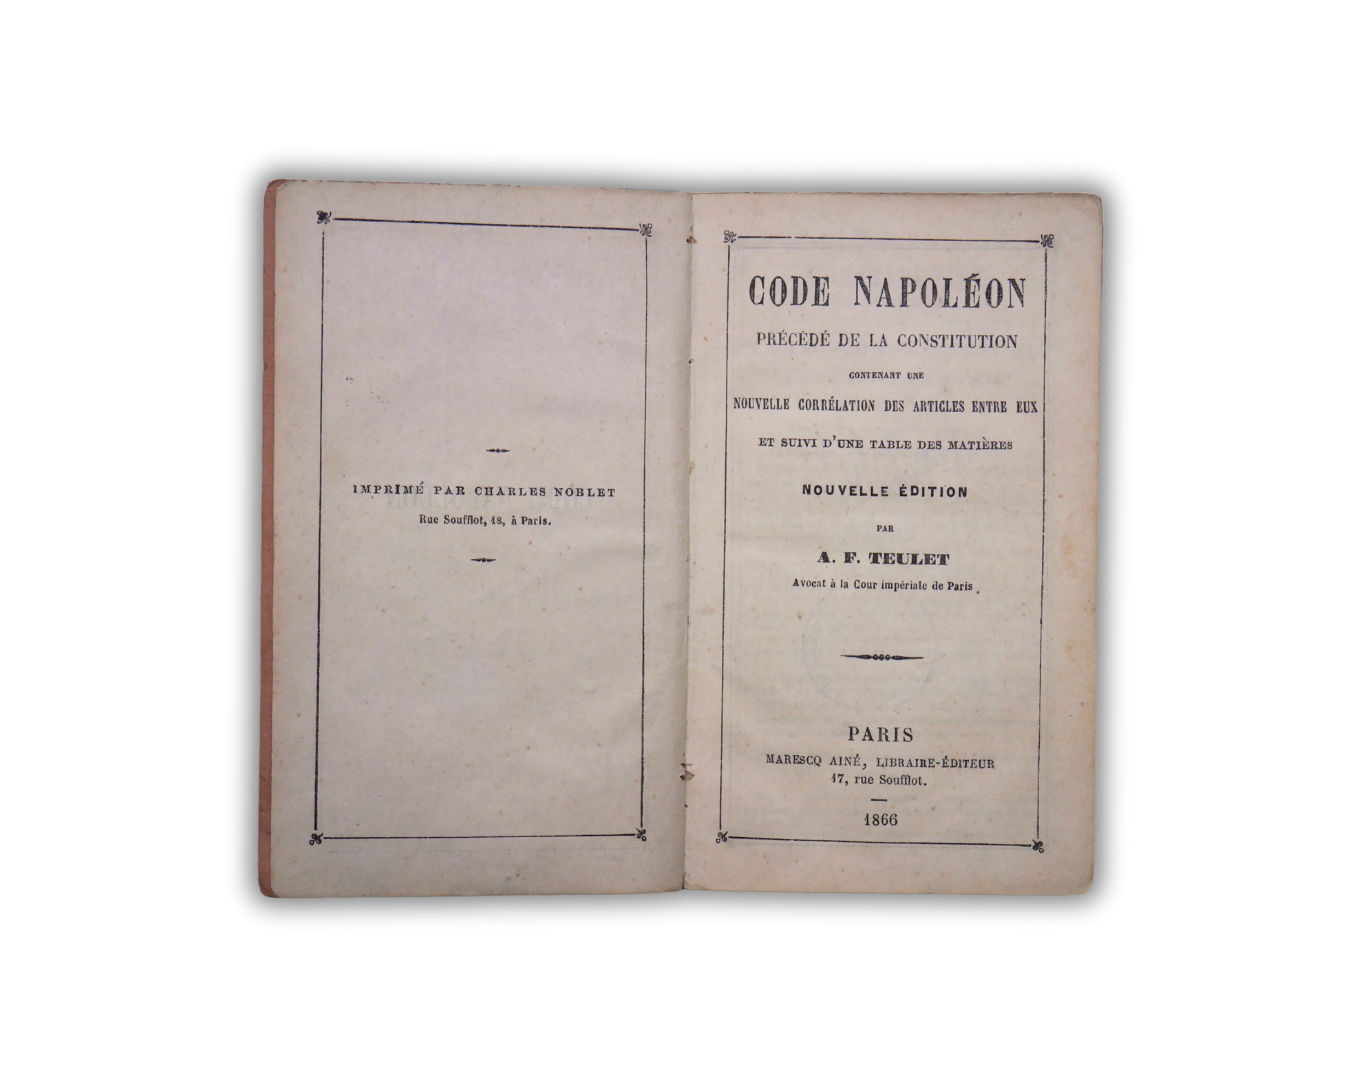 IMPRIMÉ PAR CHARLES NOBLET
Rue Soufflot, 18, à Paris.
CODE NAPOLÉON
PRÉCÉDÉ DE LA CONSTITUTION
CONTENANT UNE
NOUVELLE CORRÉLATION DES ARTICLES ENTRE EUX
ET SUIVI D'UNE TABLE DES MATIÈRES
NOUVELLE ÉDITION
PAR
A. F. TEULET
Avocat à la Cour impériale de Paris.
PARIS
MARESCQ AINÉ, LIBRAIRE-ÉDITEUR
17, rue Soufflot.
1866